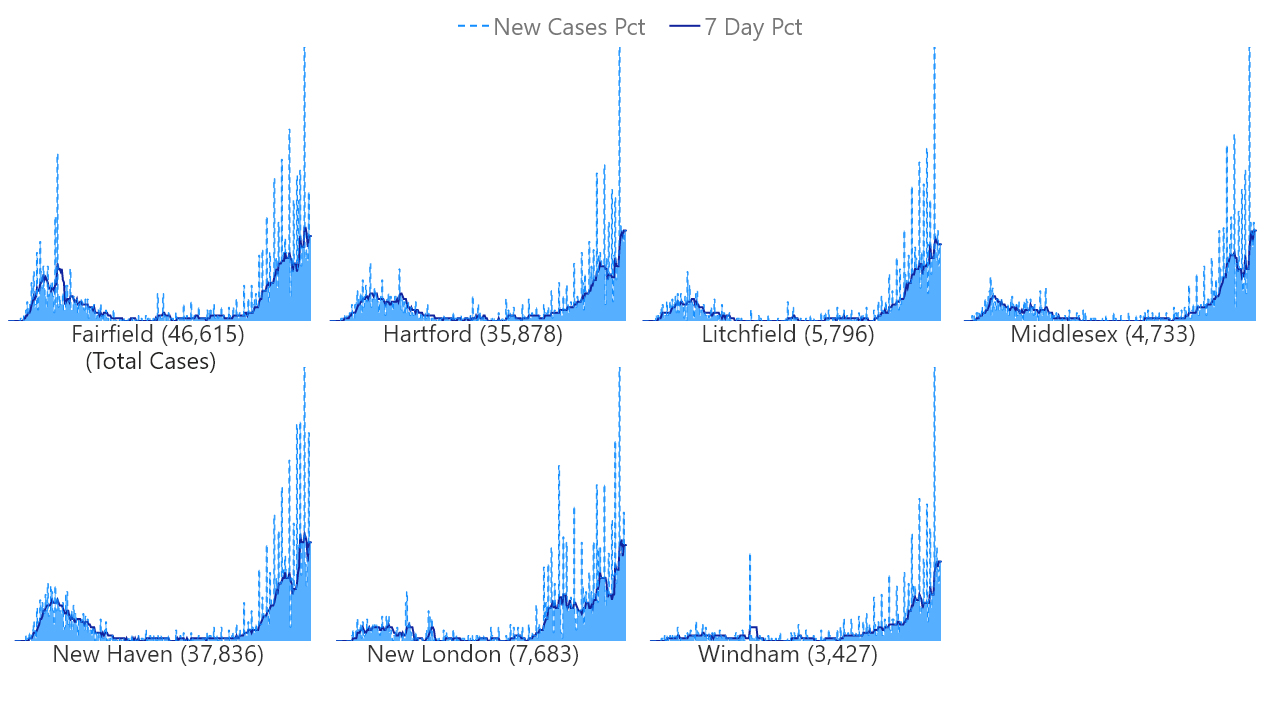 New Cases Pct 7 Day Pct
Fairfield (46,615)
(Total Cases)
Hartford (35,878)
Litchfield (5,796)
Middlesex (4,733)
New Haven (37,836)
New London (7,683)
Windham (3,427)